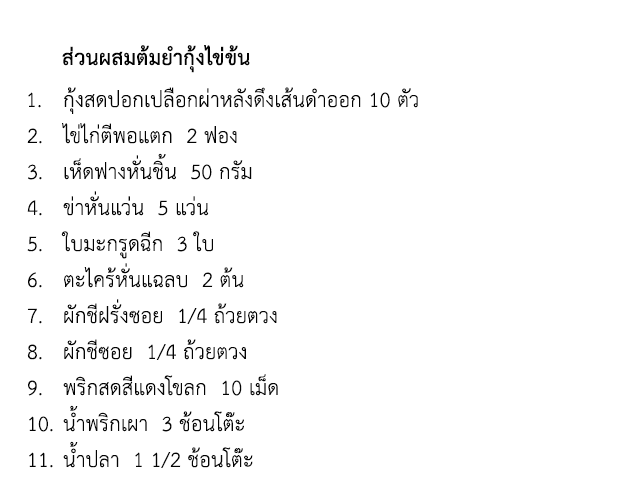 ส่วนผสมต้มยำกุ้งไข่ข้น
1. กุ้งสดปอกเปลือกผ่าหลังดึงเส้นดำออก 10 ตัว
2. ไข่ไก่ตีพอแตก 2 ฟอง
3. เห็ดฟางหั่นชิ้น 50 กรัม
4. ข่าหั่นแว่น 5 แว่น
5. ใบมะกรูดฉีก 3 ใบ
6. ตะไคร้หั่นแฉลบ 2 ต้น
7. ผักชีฝรั่งซอย 1/4 ถ้วยตวง
8. ผักชีซอย 1/4 ถ้วยตวง
9. พริกสดสีแดงโขลก 10 เม็ด
10. น้ำพริกเผา 3 ช้อนโต๊ะ
11. น้ำปลา 1 1/2 ช้อนโต๊ะ